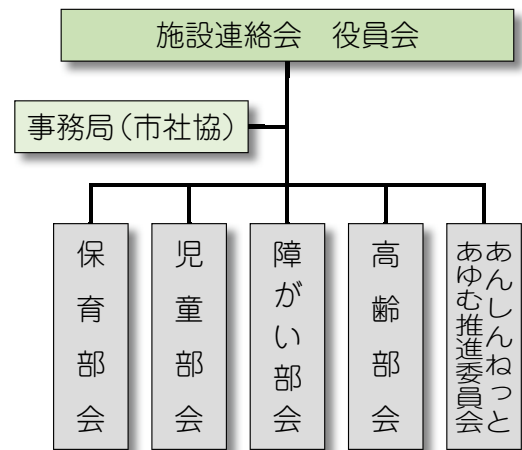 施設連絡会　役員会
事務局（市社協）
保育部会
児童部会
障がい部会
高齢部会
あんしんねっと
あゆむ推進委員会